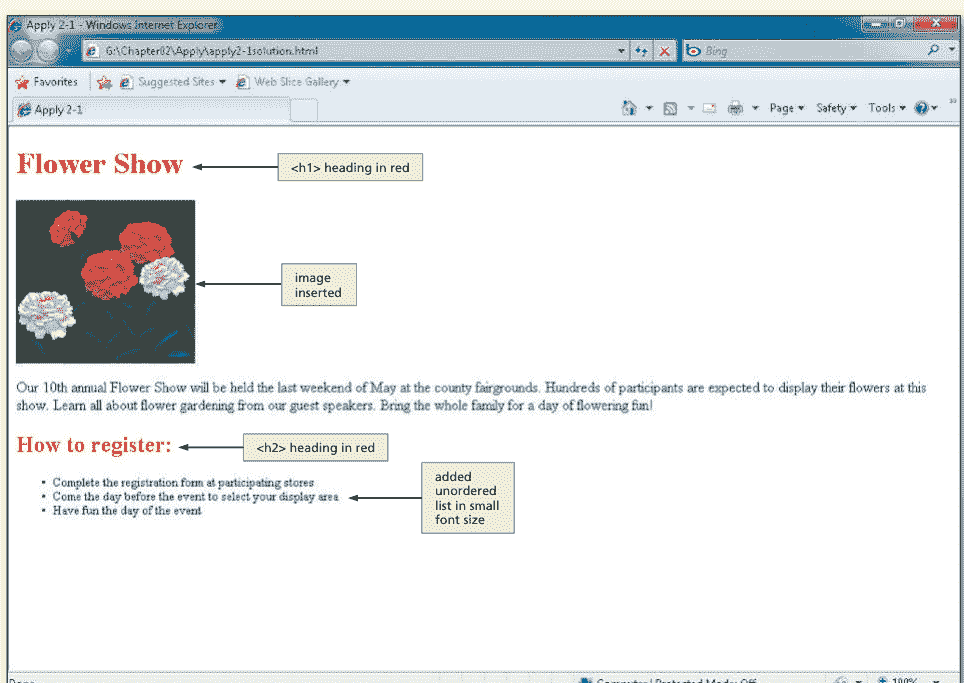 Apply 2-1 - Windows Internet Explorer
G:\Chapter02\Apply\apply2-1solution.html
Bing
Favorites
Suggested Sites
Web Slice Gallery
Apply 2-1
Page
Safety
Tools
Flower Show
<h1> heading in red
image
inserted
Our 10th annual Flower Show will be held the last weekend of May at the county fairgrounds. Hundreds of participants are expected to display their flowers at this
show. Learn all about flower gardening from our guest speakers. Bring the whole family for a day of flowering fun!
How to register:
<h2> heading in red
• Complete the registration form at participating stores
• Come the day before the event to select your display area
• Have fun the day of the event
added
unordered
list in small
font size
Computer | Protected Mode: Off
100%